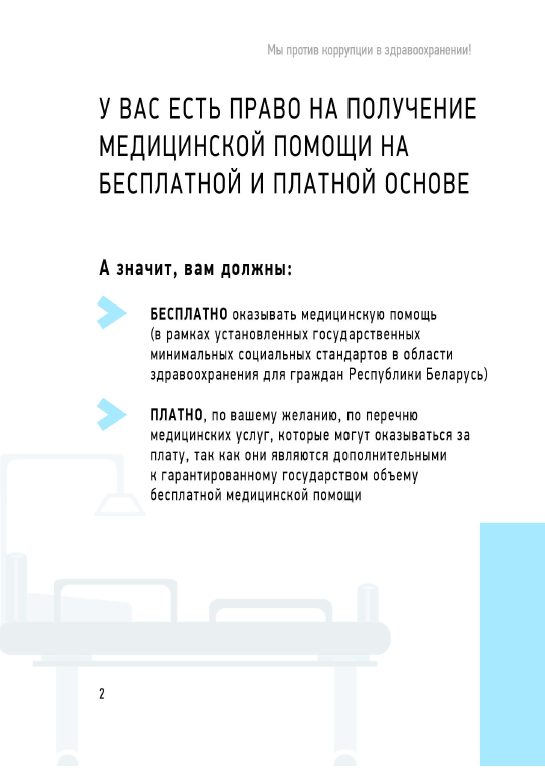 Мы против коррупции в здравоохранении!
У ВАС ЕСТЬ ПРАВО НА ПОЛУЧЕНИЕ
МЕДИЦИНСКОЙ ПОМОЩИ НА
БЕСПЛАТНОЙ И ПЛАТНОЙ ОСНОВЕ
А значит, вам должны:
БЕСПЛАТНО оказывать медицинскую помощь
(в рамках установленных государственных
минимальных социальных стандартов в области
здравоохранения для граждан Республики Беларусь)
ПЛАТНО, по вашему желанию, по перечню
медицинских услуг, которые могут оказываться за
плату, так как они являются дополнительными
к гарантированному государством объему
бесплатной медицинской помощи
2